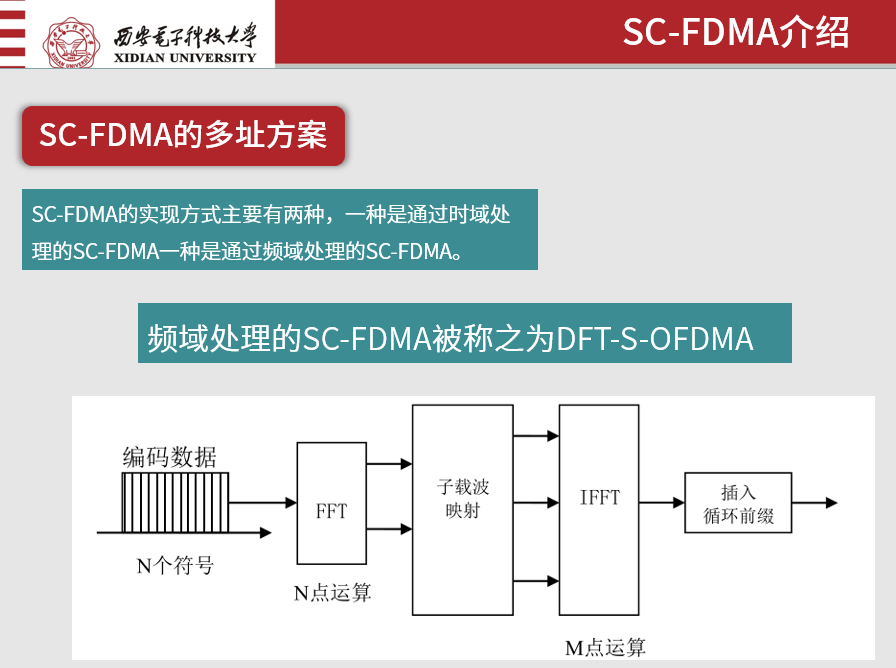 西安电子科技大学
XIDIAN UNIVERSITY
SC-FDMA介绍
SC-FDMA的多址方案
SC-FDMA的实现方式主要有两种，一种是通过时域处
理的SC-FDMA一种是通过频域处理的SC-FDMA。
频域处理的SC-FDMA被称之为DFT-S-OFDMA
编码数据
N个符号
FFT
N点运算
子载波
映射
IFFT
M点运算
插入
循环前缀